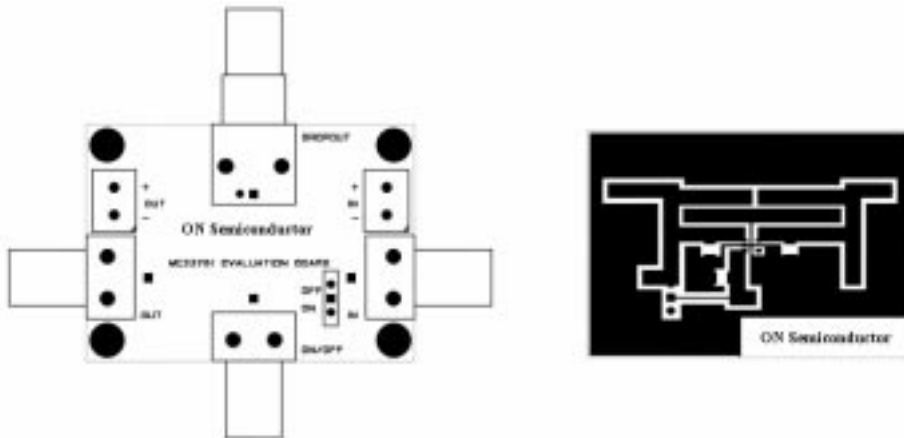 DROPOUT
+
OUT
−
+
IN
−
ON Semiconductor
EVALUATION BOARD
OFF
ON
OUT
IN
ON/OFF
ON Semiconductor